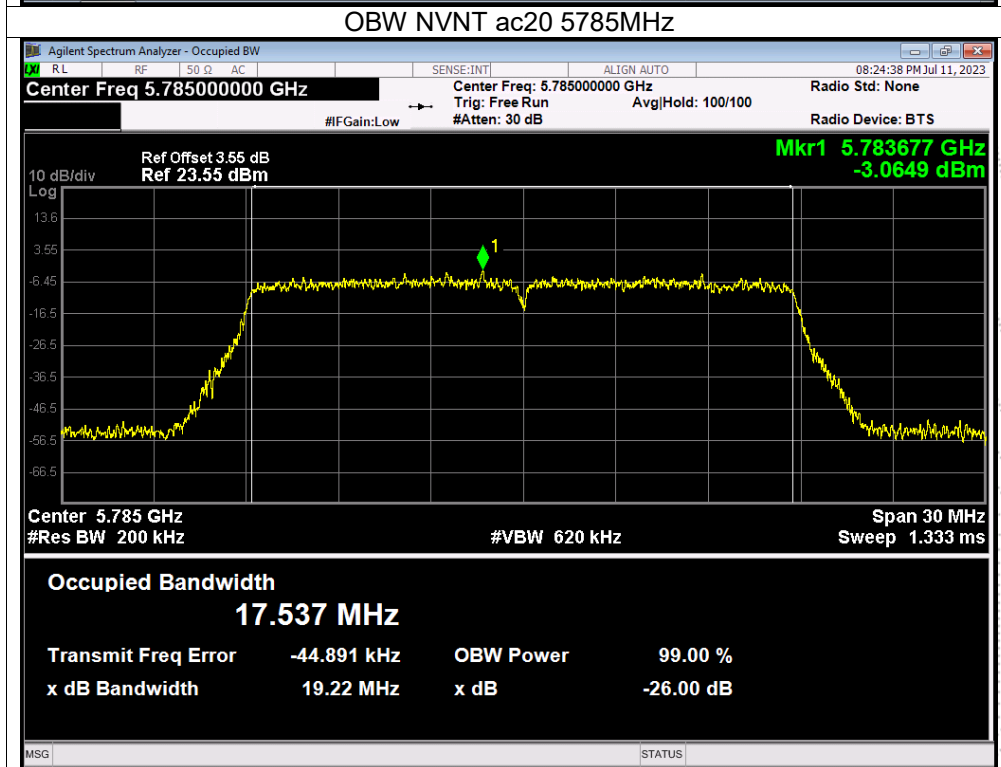 OBW NVNT ac20 5785MHz
Agilent Spectrum Analyzer - Occupied BW
LXI RL RF 50 Ω AC SENSE:INT ALIGN AUTO 08:24:38 PM Jul 11, 2023
Center Freq 5.785000000 GHz
Center Freq: 5.785000000 GHz
Radio Std: None
Trig: Free Run Avg|Hold: 100/100
#IFGain:Low #Atten: 30 dB Radio Device: BTS
Mkr1 5.783677 GHz
-3.0649 dBm
Ref Offset 3.55 dB
10 dB/div Ref 23.55 dBm
Log
13.6
3.55
-6.45
-16.5
-26.5
-36.5
-46.5
-56.5
-66.5
1
Center 5.785 GHz Span 30 MHz
#Res BW 200 kHz #VBW 620 kHz Sweep 1.333 ms
Occupied Bandwidth
17.537 MHz
Transmit Freq Error -44.891 kHz OBW Power 99.00 %
x dB Bandwidth 19.22 MHz x dB -26.00 dB
MSG STATUS